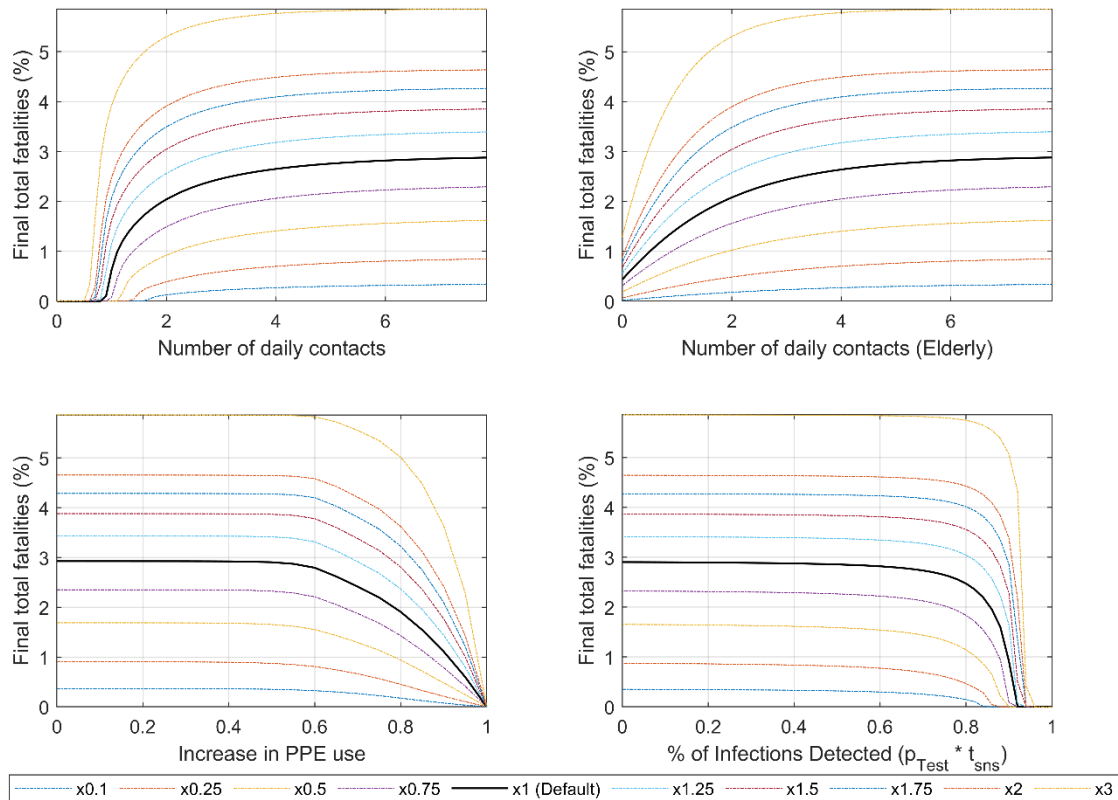 Final total fatalities (%)
5
4
3
2
1
0
0 2 4 6
Number of daily contacts
Final total fatalities (%)
5
4
3
2
1
0
0 2 4 6
Number of daily contacts (Elderly)
Final total fatalities (%)
5
4
3
2
1
0
0 0.2 0.4 0.6 0.8 1
Increase in PPE use
Final total fatalities (%)
5
4
3
2
1
0
0 0.2 0.4 0.6 0.8 1
% of Infections Detected (p_Test * t_sns)
x0.1 x0.25 x0.5 x0.75 x1 (Default) x1.25 x1.5 x1.75 x2 x3